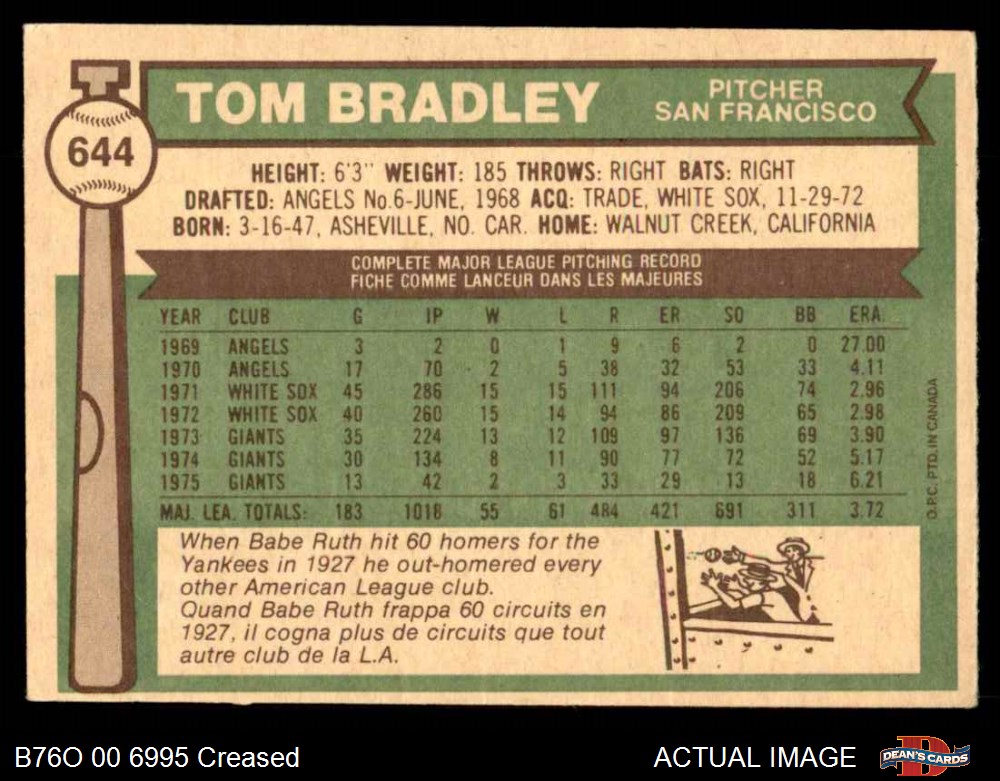 TOM BRADLEY
PITCHER
SAN FRANCISCO
644
HEIGHT: 6'3" WEIGHT: 185 THROWS: RIGHT BATS: RIGHT
DRAFTED: ANGELS No.6-JUNE, 1968 ACQ: TRADE, WHITE SOX, 11-29-72
BORN: 3-16-47, ASHEVILLE, NO. CAR. HOME: WALNUT CREEK, CALIFORNIA
COMPLETE MAJOR LEAGUE PITCHING RECORD
FICHE COMME LANCEUR DANS LES MAJEURES
YEAR CLUB G IP W L R ER SO BB ERA
1969 ANGELS 3 2 0 1 9 6 2 0 27.00
1970 ANGELS 17 70 2 5 38 32 53 33 4.11
1971 WHITE SOX 45 286 15 15 111 94 206 74 2.96
1972 WHITE SOX 40 260 15 14 94 86 209 65 2.98
1973 GIANTS 35 224 13 12 109 97 136 69 3.90
1974 GIANTS 30 134 8 11 90 77 72 52 5.17
1975 GIANTS 13 42 2 3 33 29 13 18 6.21
MAJ. LEA. TOTALS: 183 1018 55 61 484 421 691 311 3.72
O.P.C. PTD. IN CANADA
When Babe Ruth hit 60 homers for the
Yankees in 1927 he out-homered every
other American League club.
Quand Babe Ruth frappa 60 circuits en
1927, il cogna plus de circuits que tout
autre club de la L.A.
B76O 00 6995 Creased
ACTUAL IMAGE
DEAN'S CARDS